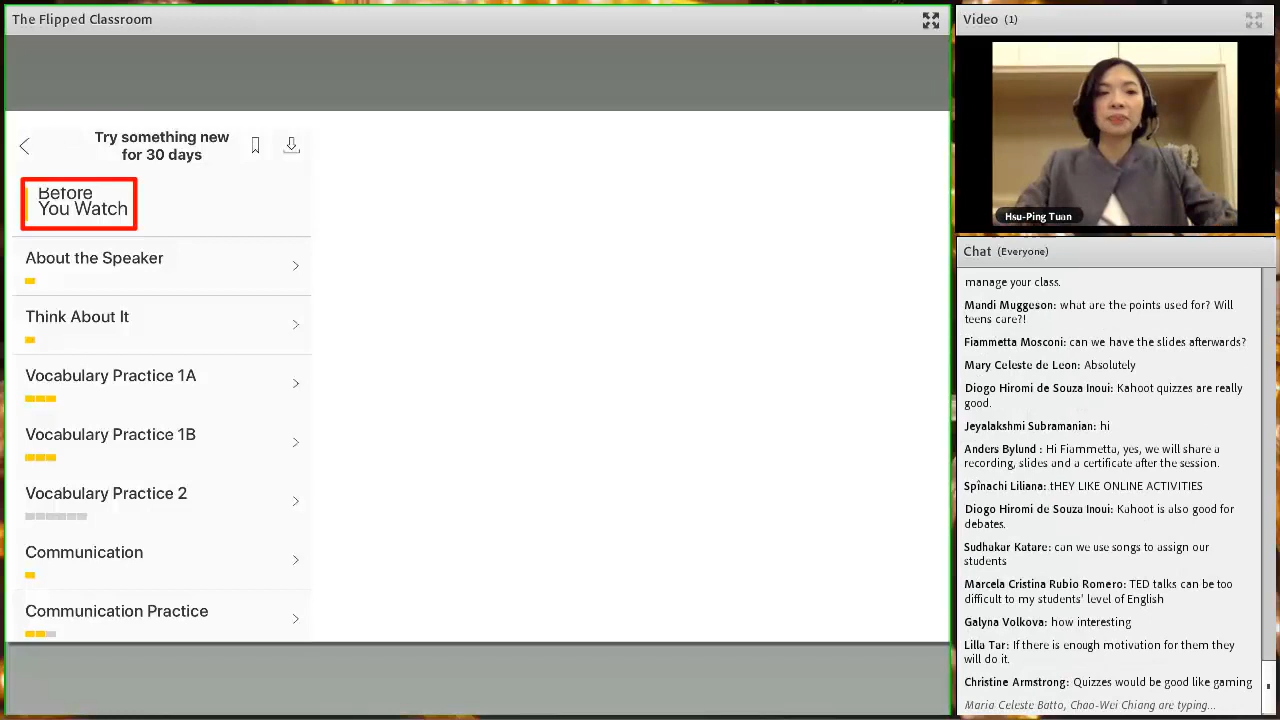 The Flipped Classroom
Try something new
for 30 days
Before
You Watch
About the Speaker
Think About It
Vocabulary Practice 1A
Vocabulary Practice 1B
Vocabulary Practice 2
Communication
Communication Practice
Video (1)
Hsu-Ping Tuan
Chat (Everyone)
manage your class.
Mandi Muggeson: what are the points used for? Will
teens care?!
Fiammetta Mosconi: can we have the slides afterwards?
Mary Celeste de Leon: Absolutely
Diogo Hiromi de Souza Inoui: Kahoot quizzes are really
good.
Jeyalakshmi Subramanian: hi
Anders Bylund : Hi Fiammetta, yes, we will share a
recording, slides and a certificate after the session.
Spînachi Liliana: tHEY LIKE ONLINE ACTIVITIES
Diogo Hiromi de Souza Inoui: Kahoot is also good for
debates.
Sudhakar Katare: can we use songs to assign our
students
Marcela Cristina Rubio Romero: TED talks can be too
difficult to my students' level of English
Galyna Volkova: how interesting
Lilla Tar: If there is enough motivation for them they
will do it.
Christine Armstrong: Quizzes would be good like gaming
Maria Celeste Batto, Chao-Wei Chiang are typing...